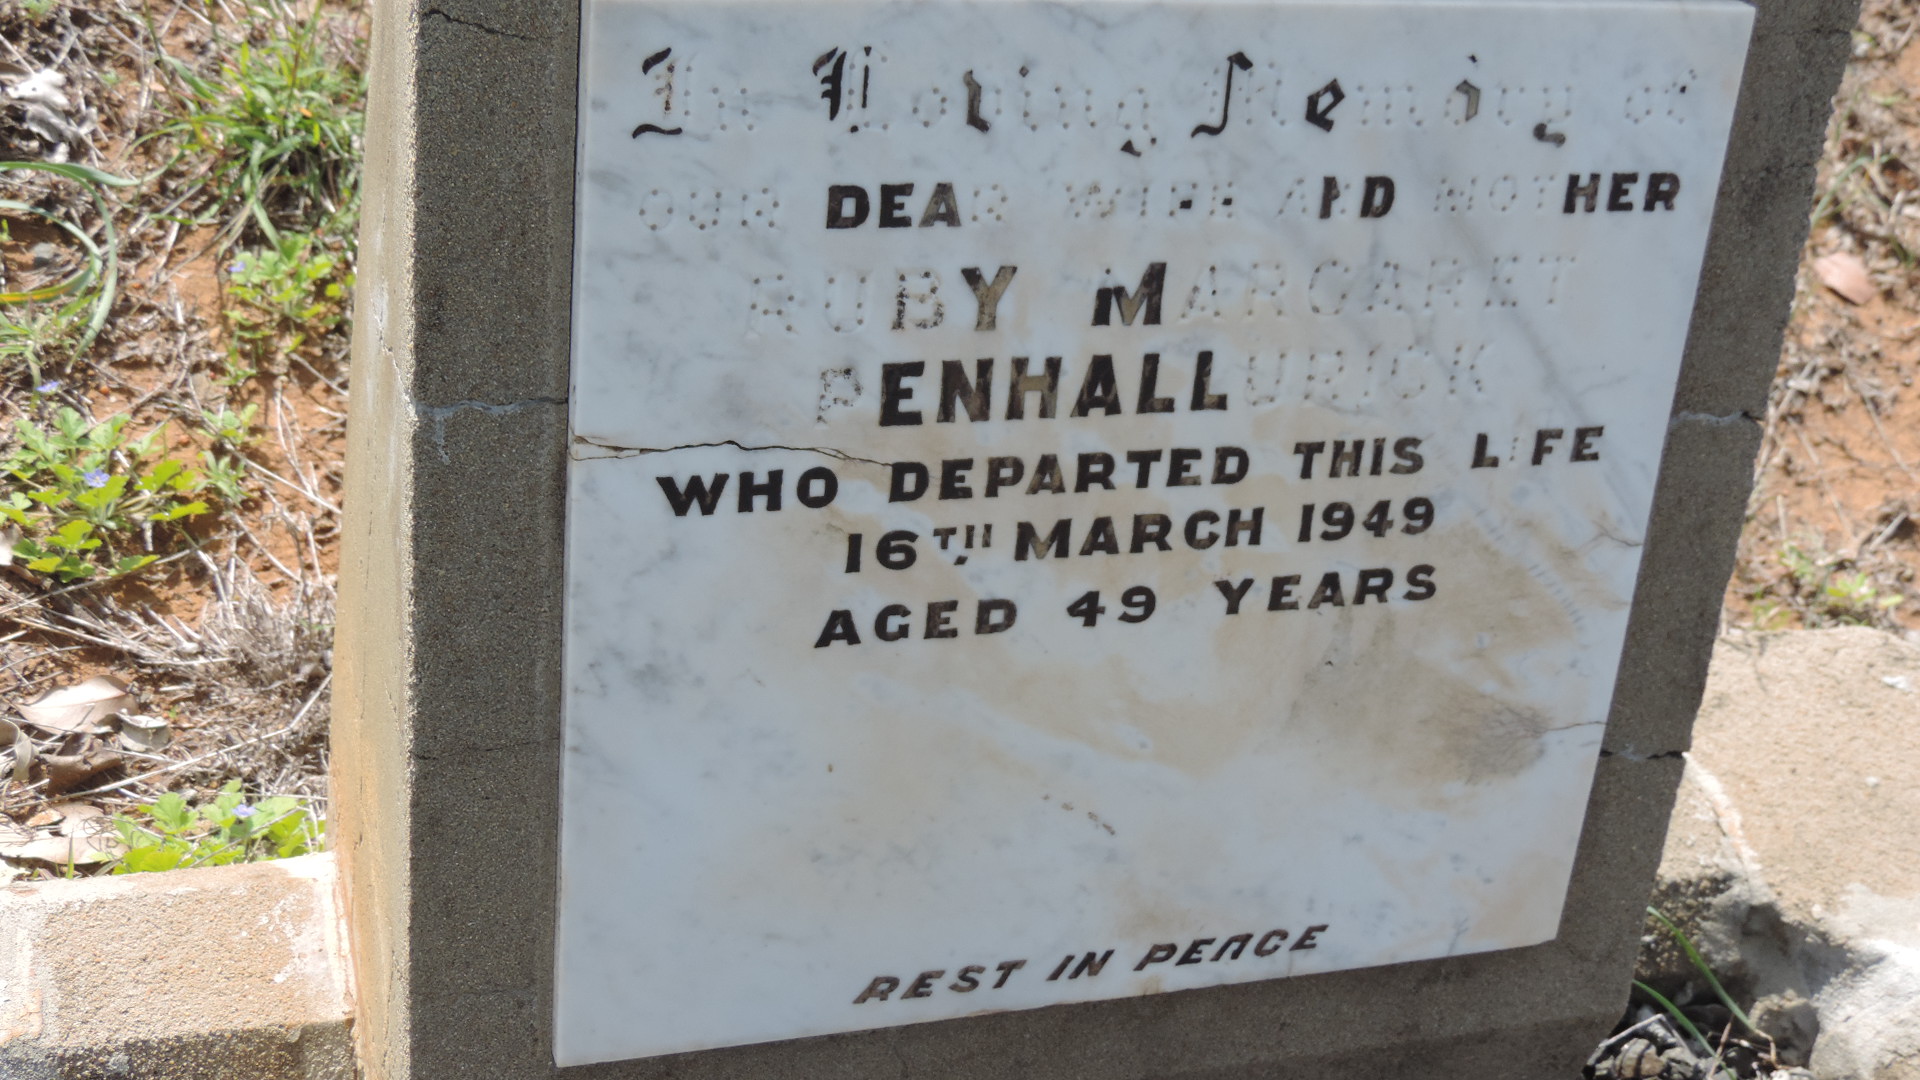 In Loving Memory of
OUR DEAR WIFE AND MOTHER
RUBY MARGARET
PENHALLURICK
WHO DEPARTED THIS LIFE
16TH MARCH 1949
AGED 49 YEARS
REST IN PEACE